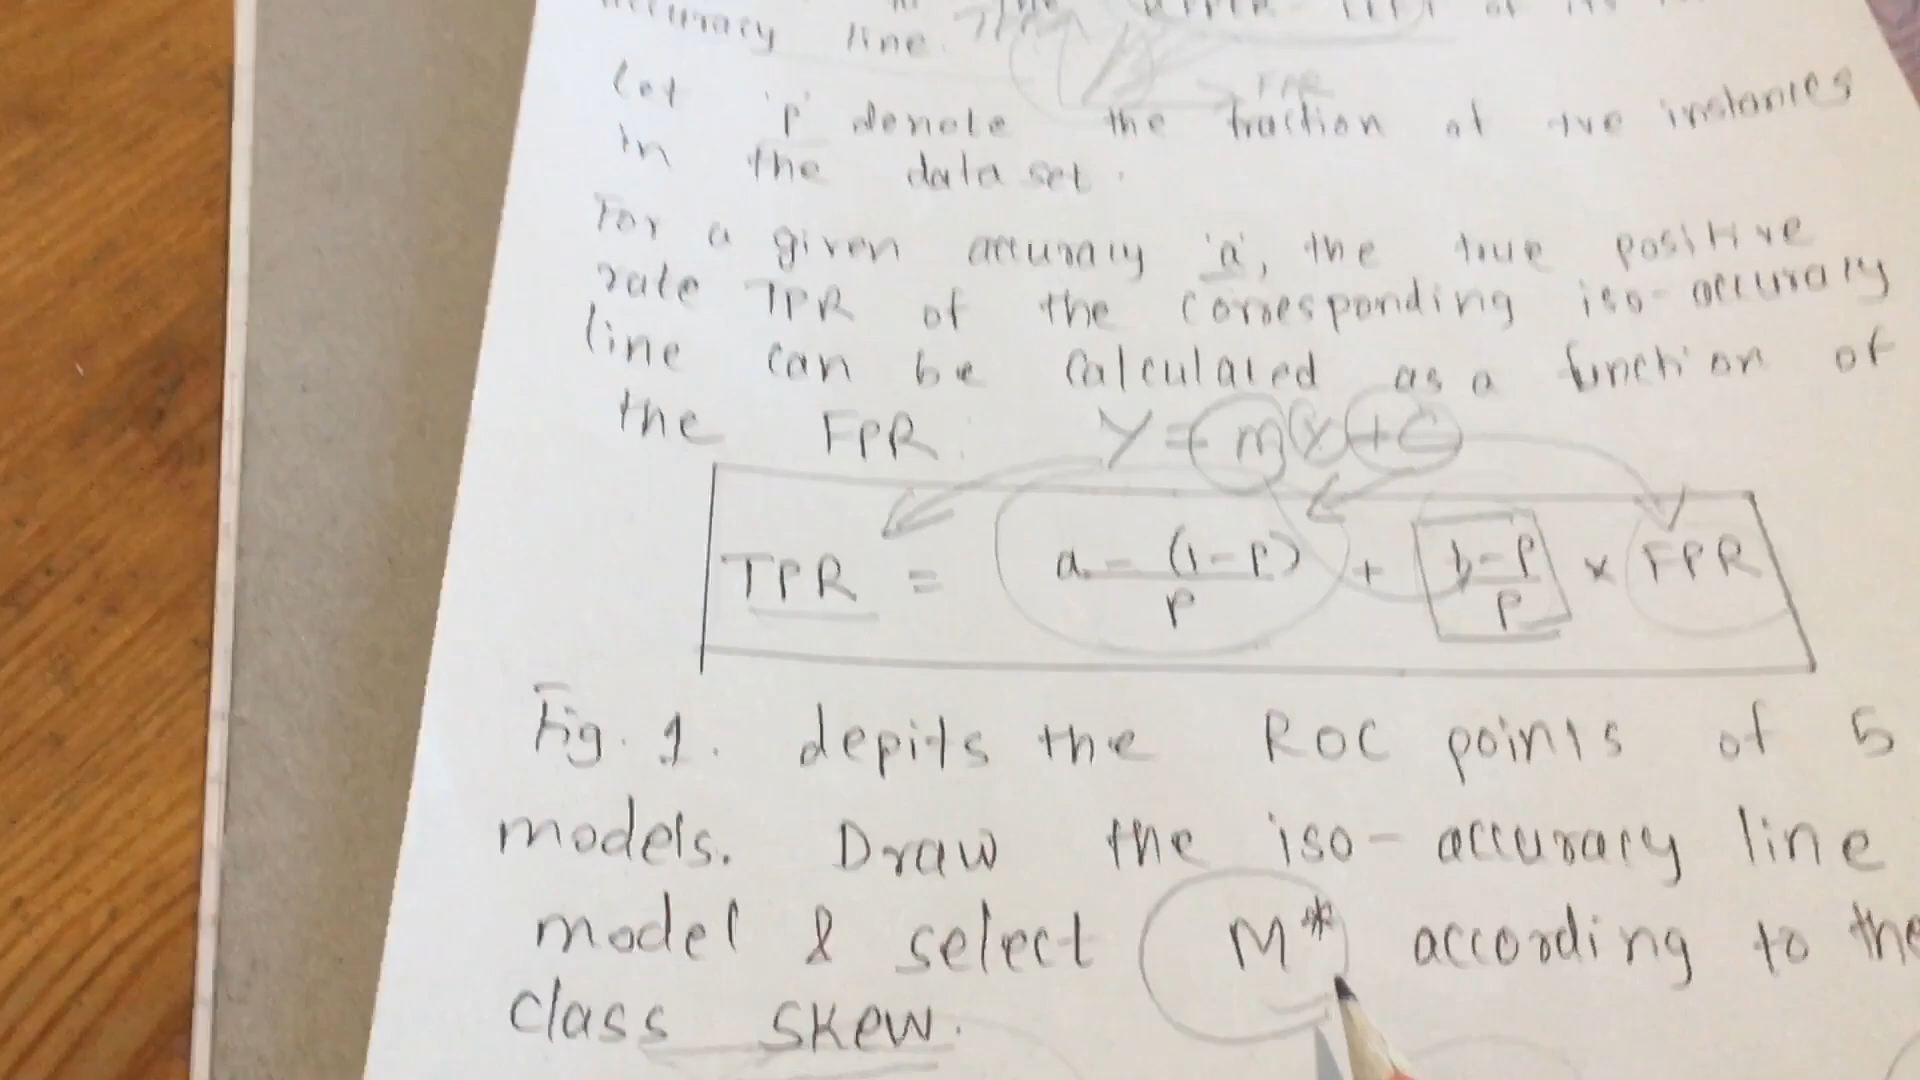 accuracy line.
FPR
Let 'p' denote the fraction of +ve instances
in the data set.
For a given accuracy 'a', the true positive
rate TPR of the corresponding iso-accuracy
line can be calculated as a function of
the FPR. Y = mx + C
TPR = a - (1-P) / P + 1-P / P × FPR
Fig. 1. depits the ROC points of 5
models. Draw the iso-accuracy line
model & select M* according to the
class skew.